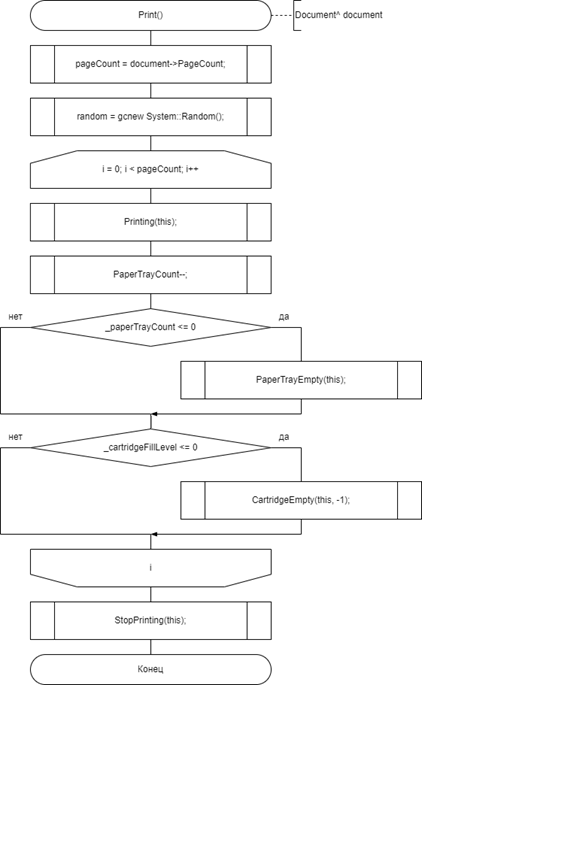 Print()
Document^ document
pageCount = document->PageCount;
random = gcnew System::Random();
i = 0; i < pageCount; i++
Printing(this);
PaperTrayCount--;
нет
_paperTrayCount <= 0
да
PaperTrayEmpty(this);
нет
_cartridgeFillLevel <= 0
да
CartridgeEmpty(this, -1);
i
StopPrinting(this);
Конец